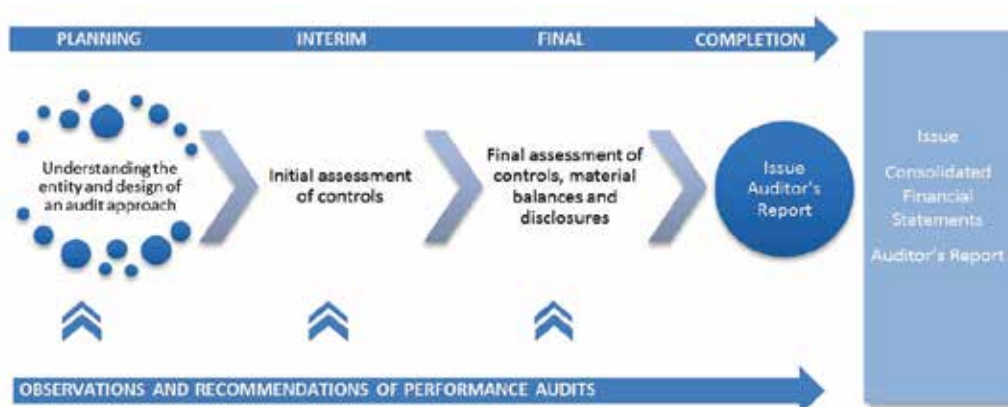 PLANNING
INTERIM
FINAL
COMPLETION
Understanding the
entity and design of
an audit approach
Initial assessment
of controls
Final assessment of
controls, material
balances and
disclosures
Issue
Auditor's
Report
Issue
Consolidated
Financial
Statements
Auditor's Report
OBSERVATIONS AND RECOMMENDATIONS OF PERFORMANCE AUDITS